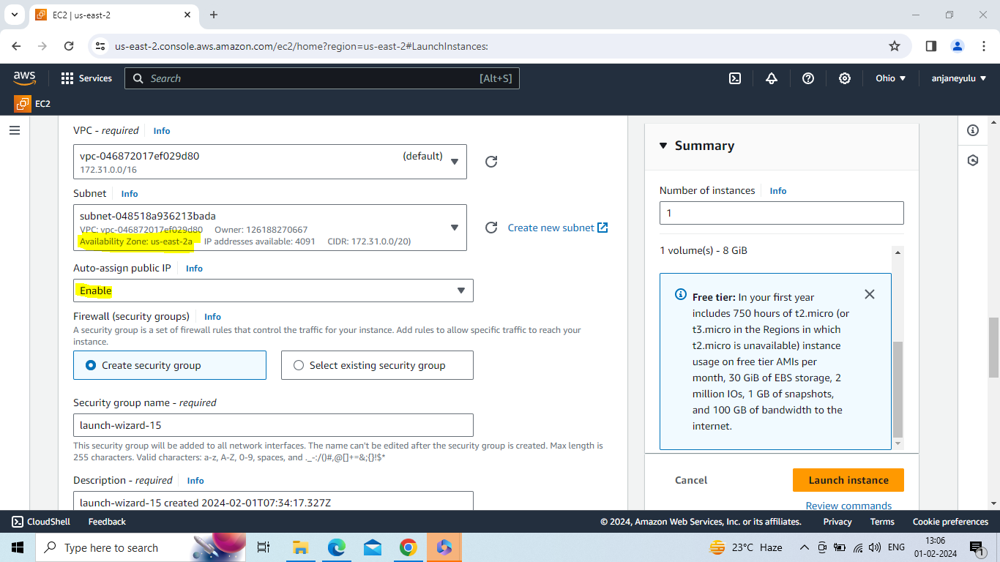 EC2 | us-east-2
us-east-2.console.aws.amazon.com/ec2/home?region=us-east-2#LaunchInstances:
aws
Services
Search
[Alt+S]
Ohio
anjaneyulu
EC2
VPC - required
Info
vpc-046872017ef029d80
(default)
172.31.0.0/16
Subnet
Info
subnet-048518a936213bada
VPC: vpc-046872017ef029d80 Owner: 126188270667
Availability Zone: us-east-2a IP addresses available: 4091 CIDR: 172.31.0.0/20)
Create new subnet
Auto-assign public IP
Info
Enable
Firewall (security groups)
Info
A security group is a set of firewall rules that control the traffic for your instance. Add rules to allow specific traffic to reach your
instance.
Create security group
Select existing security group
Security group name - required
launch-wizard-15
This security group will be added to all network interfaces. The name can't be edited after the security group is created. Max length is
255 characters. Valid characters: a-z, A-Z, 0-9, spaces, and ._-:/()#,@[]+=&;{}!$*
Description - required
Info
launch-wizard-15 created 2024-02-01T07:34:17.327Z
Summary
Number of instances
Info
1
1 volume(s) - 8 GiB
Free tier: In your first year
includes 750 hours of t2.micro (or
t3.micro in the Regions in which
t2.micro is unavailable) instance
usage on free tier AMIs per
month, 30 GiB of EBS storage, 2
million IOs, 1 GB of snapshots,
and 100 GB of bandwidth to the
internet.
Cancel
Launch instance
Review commands
CloudShell
Feedback
© 2024, Amazon Web Services, Inc. or its affiliates.
Privacy
Terms
Cookie preferences
Type here to search
23°C Haze
ENG
13:06
01-02-2024
1